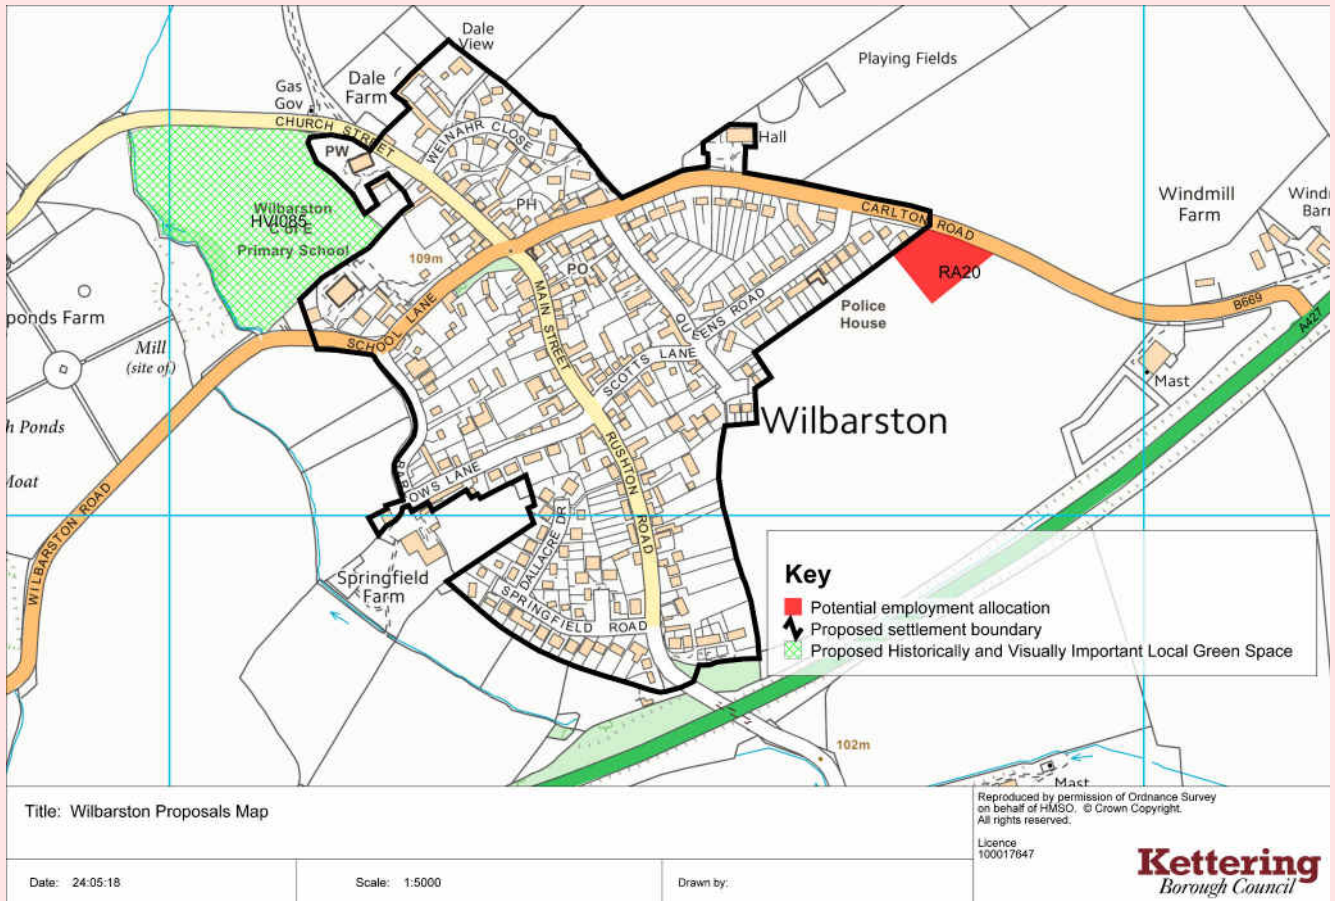 Dale
View
Playing Fields
Dale
Farm
Gas
Gov
CHURCH STREET
WEINAHR CLOSE
Hall
PW
Windmill
Farm
PH
CARLTON ROAD
Wilbarston
C of E
HVI085
Primary School
109m
RA20
PO
B669
A427
ponds Farm
MAIN STREET
QUEENS ROAD
Police
House
SCHOOL LANE
Mill
(site of)
SCOTTS LANE
Mast
Wilbarston
h Ponds
RUSHTON ROAD
OWS LANE
Moat
WILBARSTON ROAD
DALLACRE DR
Springfield
Farm
SPRINGFIELD ROAD
Key
Potential employment allocation
Proposed settlement boundary
Proposed Historically and Visually Important Local Green Space
102m
Mast
Title: Wilbarston Proposals Map
Reproduced by permission of Ordnance Survey
on behalf of HMSO. © Crown Copyright.
All rights reserved.
Licence
100017647
Date: 24:05:18
Scale: 1:5000
Drawn by:
Kettering
Borough Council